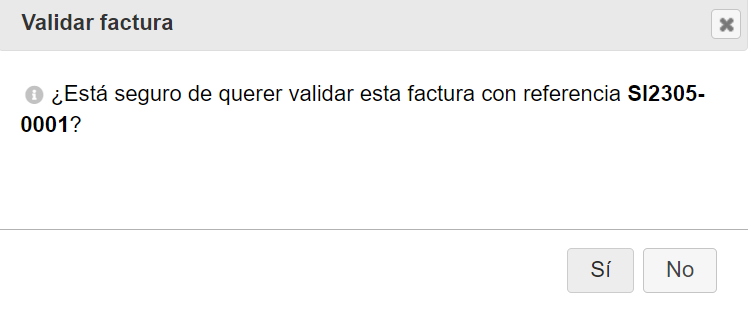 Validar factura
¿Está seguro de querer validar esta factura con referencia SI2305-
0001?
Sí
No